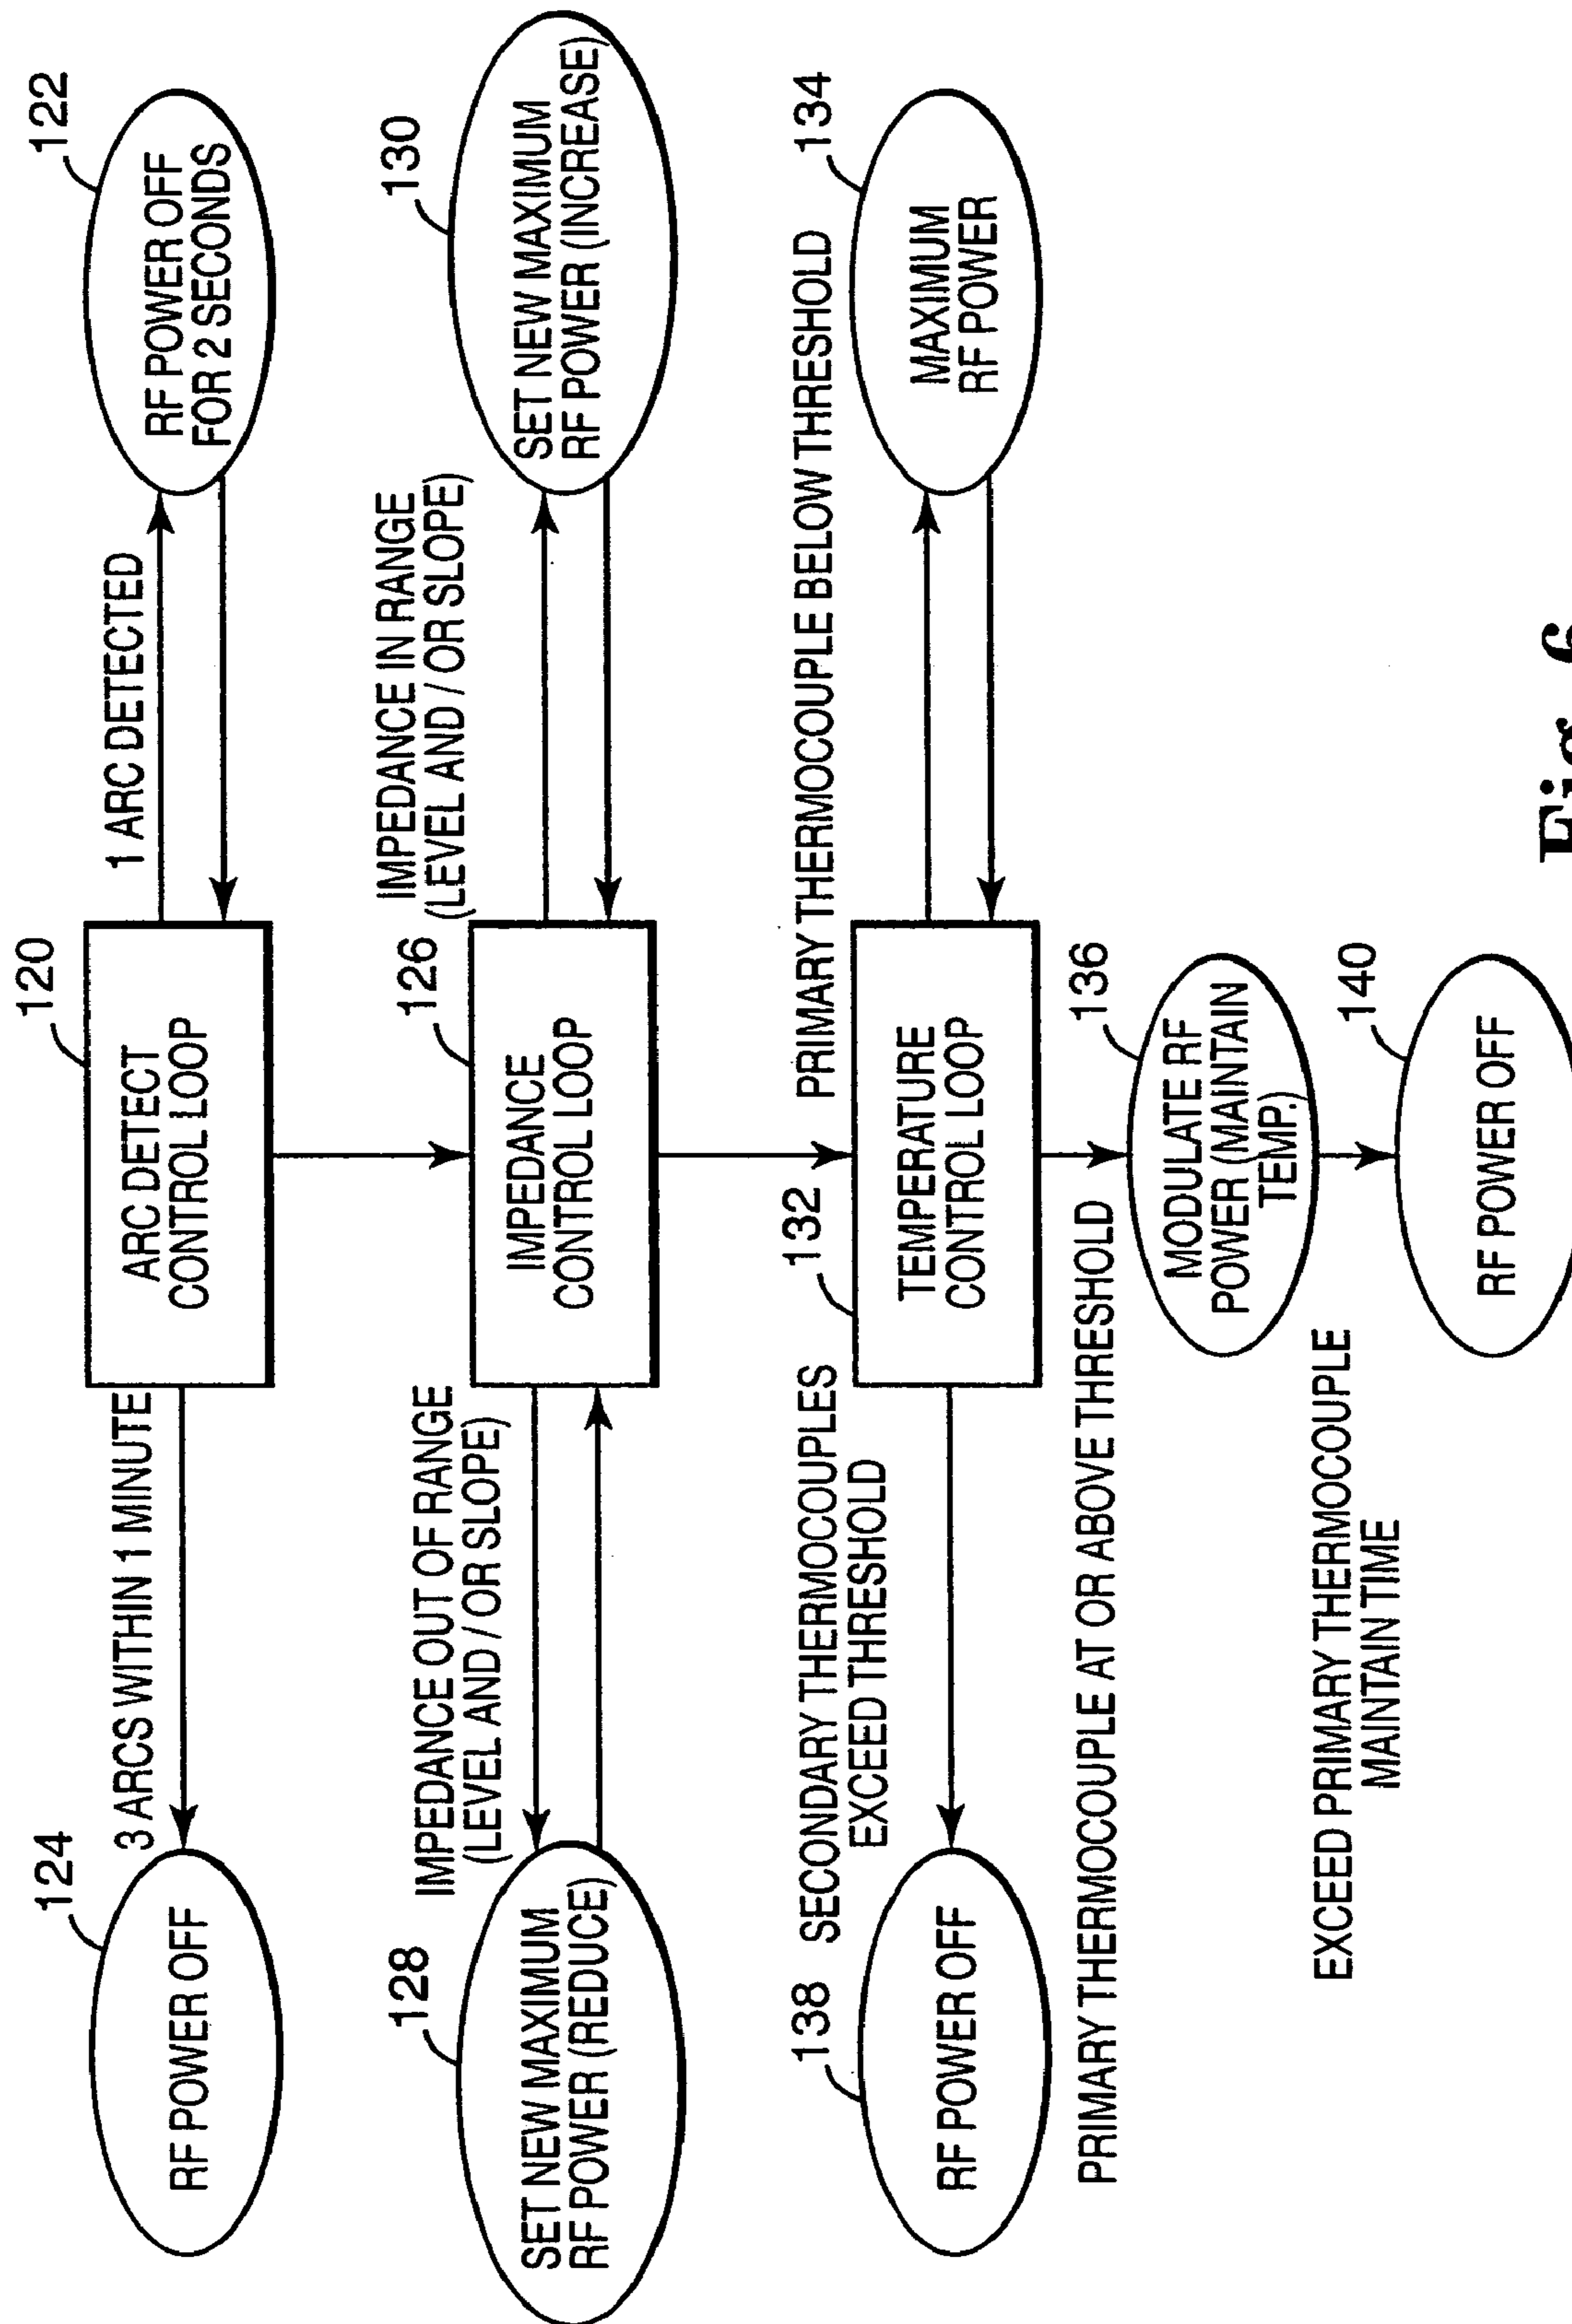 120
ARC DETECT
CONTROL LOOP
1 ARC DETECTED
122
RF POWER OFF
FOR 2 SECONDS
3 ARCS WITHIN 1 MINUTE
124
RF POWER OFF
126
IMPEDANCE
CONTROL LOOP
IMPEDANCE IN RANGE
(LEVEL AND / OR SLOPE)
130
SET NEW MAXIMUM
RF POWER (INCREASE)
IMPEDANCE OUT OF RANGE
(LEVEL AND / OR SLOPE)
128
SET NEW MAXIMUM
RF POWER (REDUCE)
132
TEMPERATURE
CONTROL LOOP
PRIMARY THERMOCOUPLE BELOW THRESHOLD
134
MAXIMUM
RF POWER
SECONDARY THERMOCOUPLES
EXCEED THRESHOLD
138
RF POWER OFF
PRIMARY THERMOCOUPLE AT OR ABOVE THRESHOLD
136
MODULATE RF
POWER (MAINTAIN
TEMP.)
EXCEED PRIMARY THERMOCOUPLE
MAINTAIN TIME
140
RF POWER OFF
Fig. 6